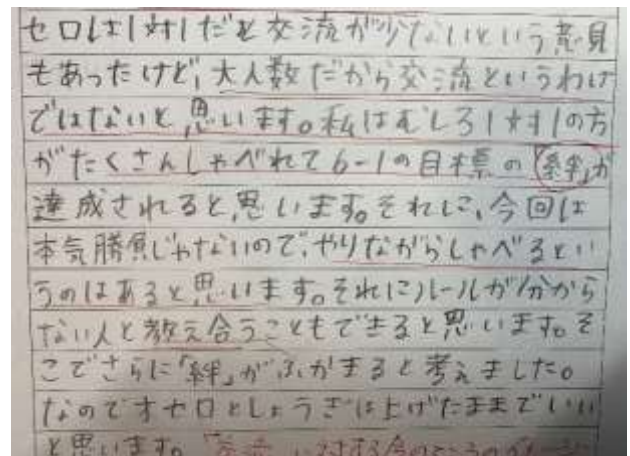 セロは1対1だと交流が少ないという意見
もあったけど、大人数だから交流というわけ
ではないと思います。私はむしろ1対1の方
がたくさんしゃべれて6-1の目標の「絆」が
達成されると思います。それに、今回は
本気勝負じゃないので、やりながらしゃべるとい
うのはあると思います。それにルールが分から
ない人と教え合うこともできると思います。そ
こでさらに「絆」がふかまると考えました。
なのでオセロとしょうぎは上げたままでいい
と思います。